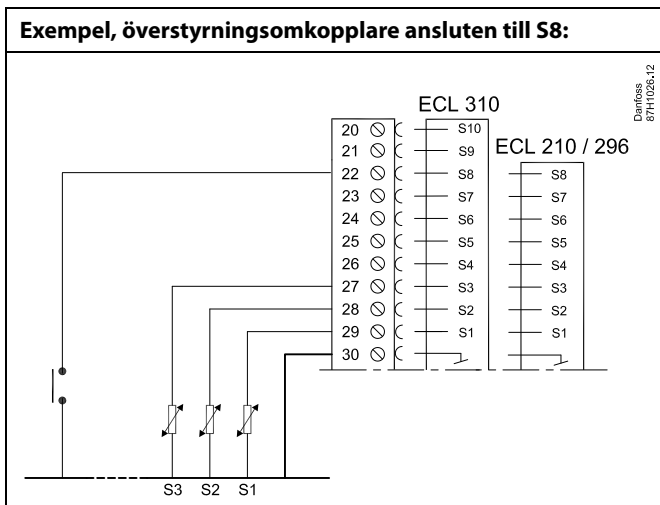 Exempel, överstyrningsomkopplare ansluten till S8:
Danfoss
87H1026.12
ECL 310
ECL 210 / 296
20 S10
21 S9
22 S8 S8
23 S7 S7
24 S6 S6
25 S5 S5
26 S4 S4
27 S3 S3
28 S2 S2
29 S1 S1
30
S3 S2 S1